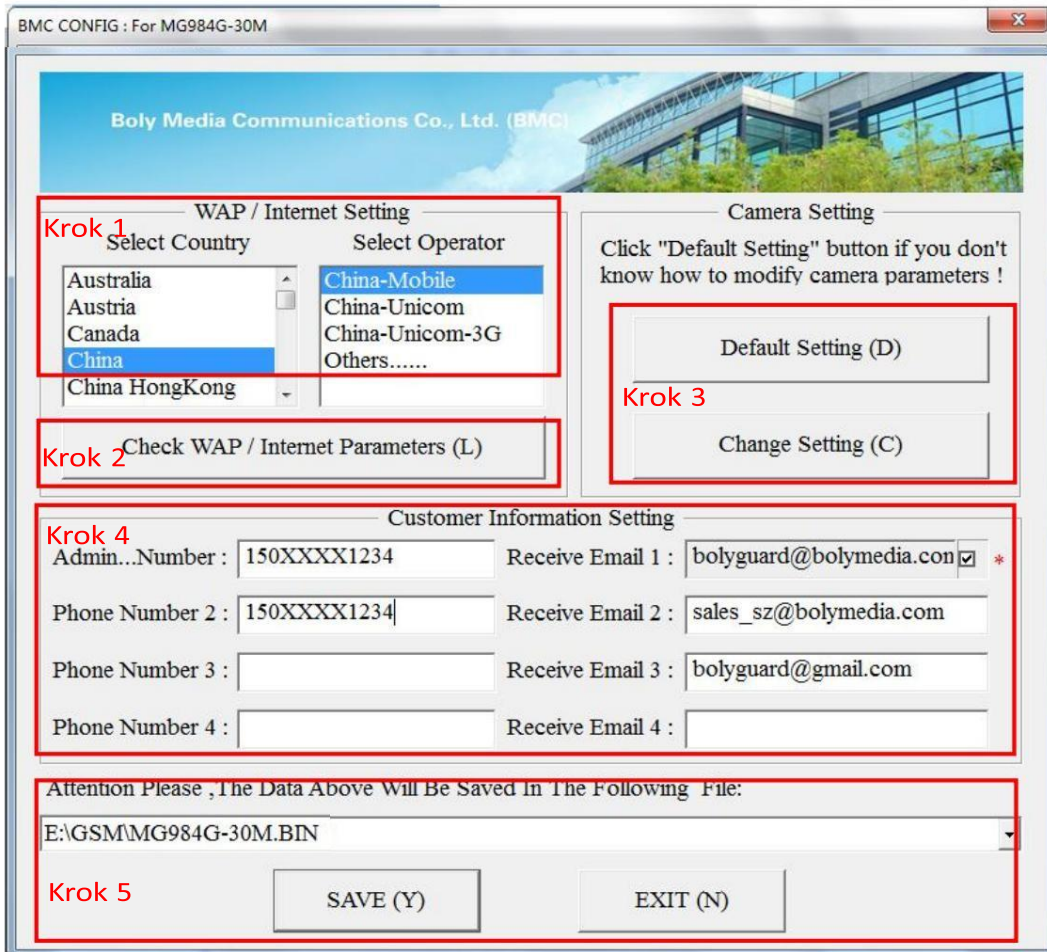 BMC CONFIG : For MG984G-30M
Boly Media Communications Co., Ltd. (BMC)
Krok 1
WAP / Internet Setting
Select Country
Select Operator
Australia
Austria
Canada
China
China HongKong
China-Mobile
China-Unicom
China-Unicom-3G
Others......
Krok 2
Check WAP / Internet Parameters (L)
Camera Setting
Click "Default Setting" button if you don't
know how to modify camera parameters !
Default Setting (D)
Krok 3
Change Setting (C)
Krok 4
Customer Information Setting
Admin...Number : 150XXXX1234 Receive Email 1 : bolyguard@bolymedia.con *
Phone Number 2 : 150XXXX1234 Receive Email 2 : sales_sz@bolymedia.com
Phone Number 3 : Receive Email 3 : bolyguard@gmail.com
Phone Number 4 : Receive Email 4 :
Attention Please ,The Data Above Will Be Saved In The Following File:
E:\GSM\MG984G-30M.BIN
Krok 5
SAVE (Y)
EXIT (N)